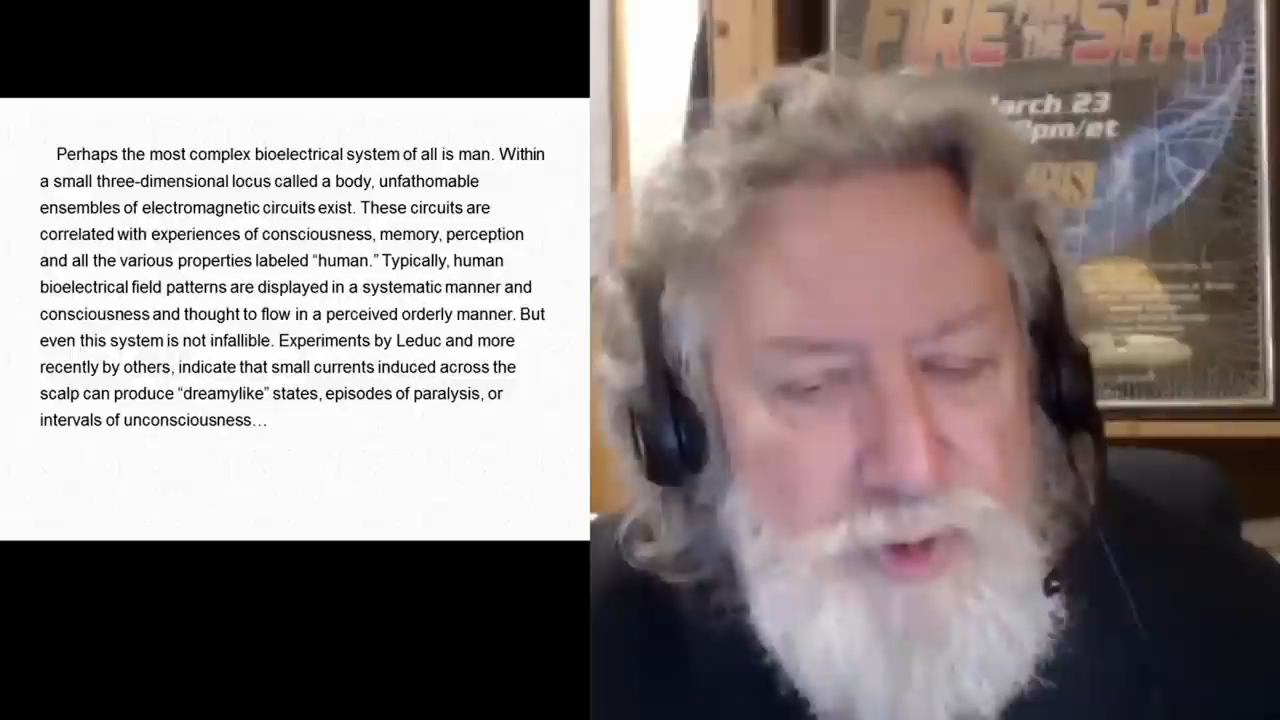 Perhaps the most complex bioelectrical system of all is man. Within
a small three-dimensional locus called a body, unfathomable
ensembles of electromagnetic circuits exist. These circuits are
correlated with experiences of consciousness, memory, perception
and all the various properties labeled “human.” Typically, human
bioelectrical field patterns are displayed in a systematic manner and
consciousness and thought to flow in a perceived orderly manner. But
even this system is not infallible. Experiments by Leduc and more
recently by others, indicate that small currents induced across the
scalp can produce “dreamylike” states, episodes of paralysis, or
intervals of unconsciousness…
FIRE THE SKY
March 23
pm/et